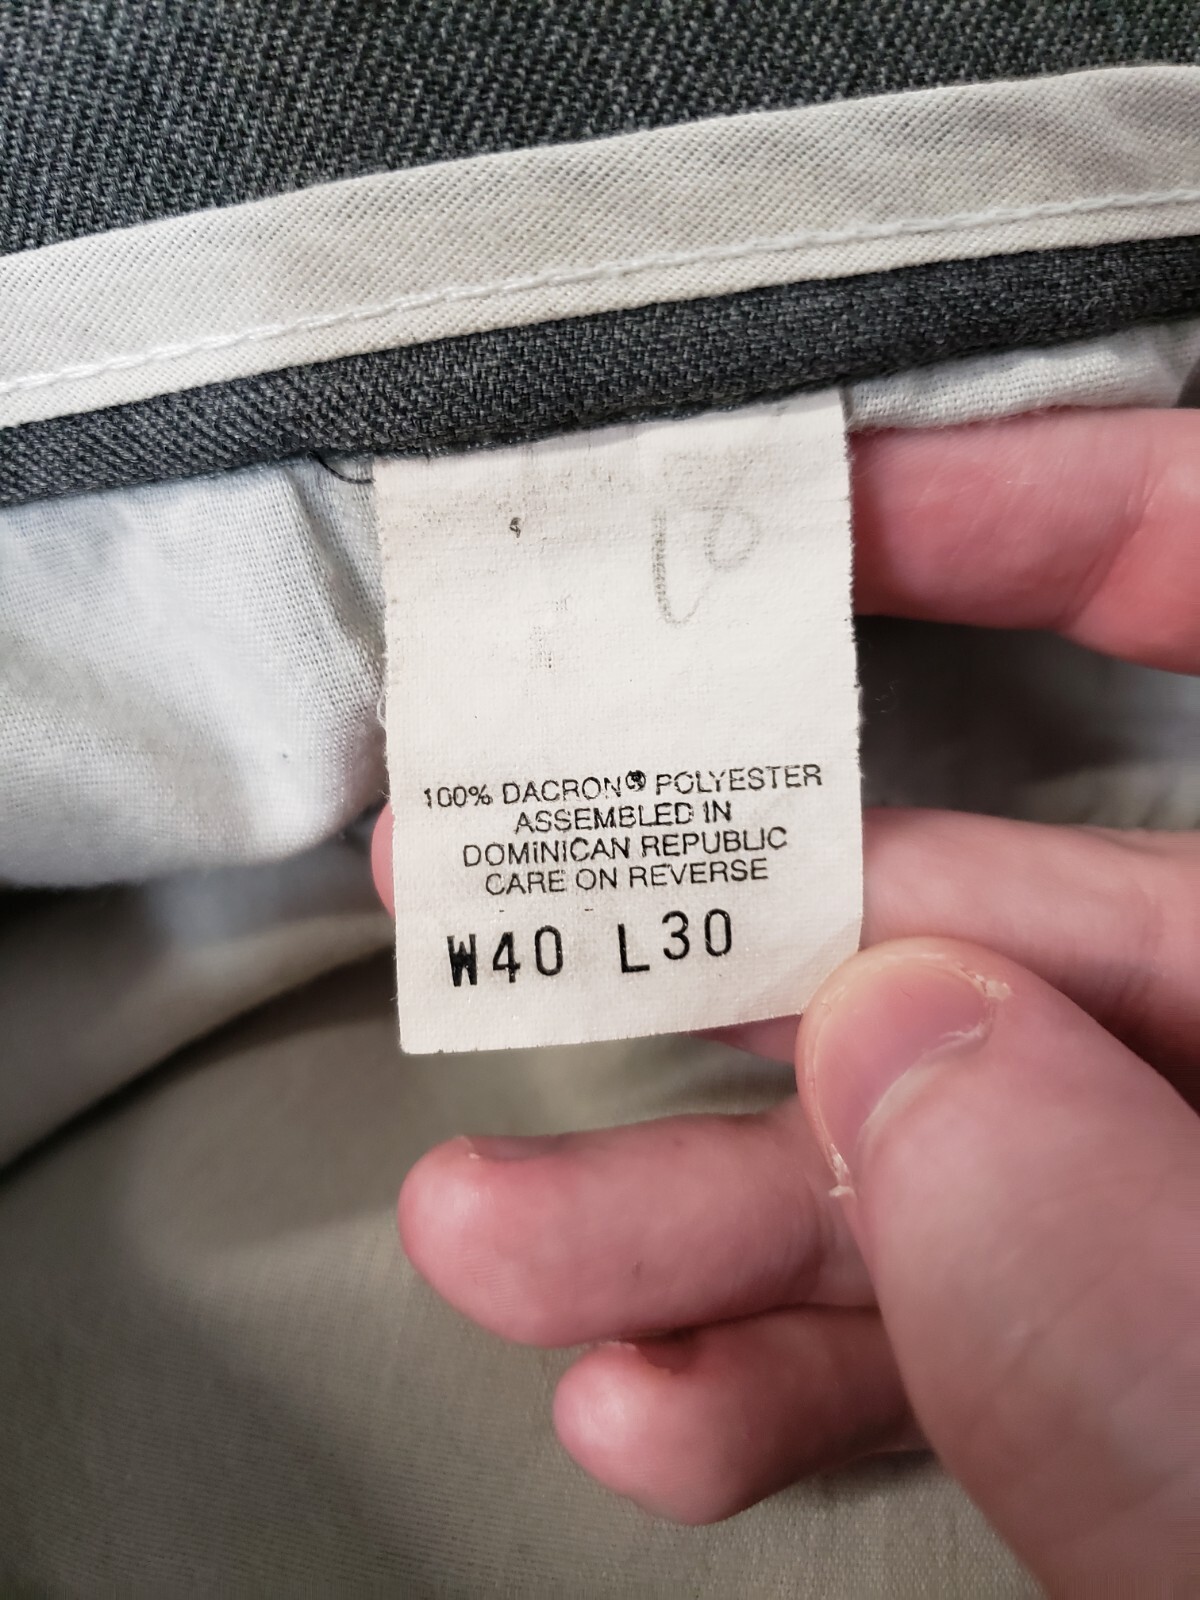 100% DACRON® POLYESTER
ASSEMBLED IN
DOMINICAN REPUBLIC
CARE ON REVERSE
W40 L30